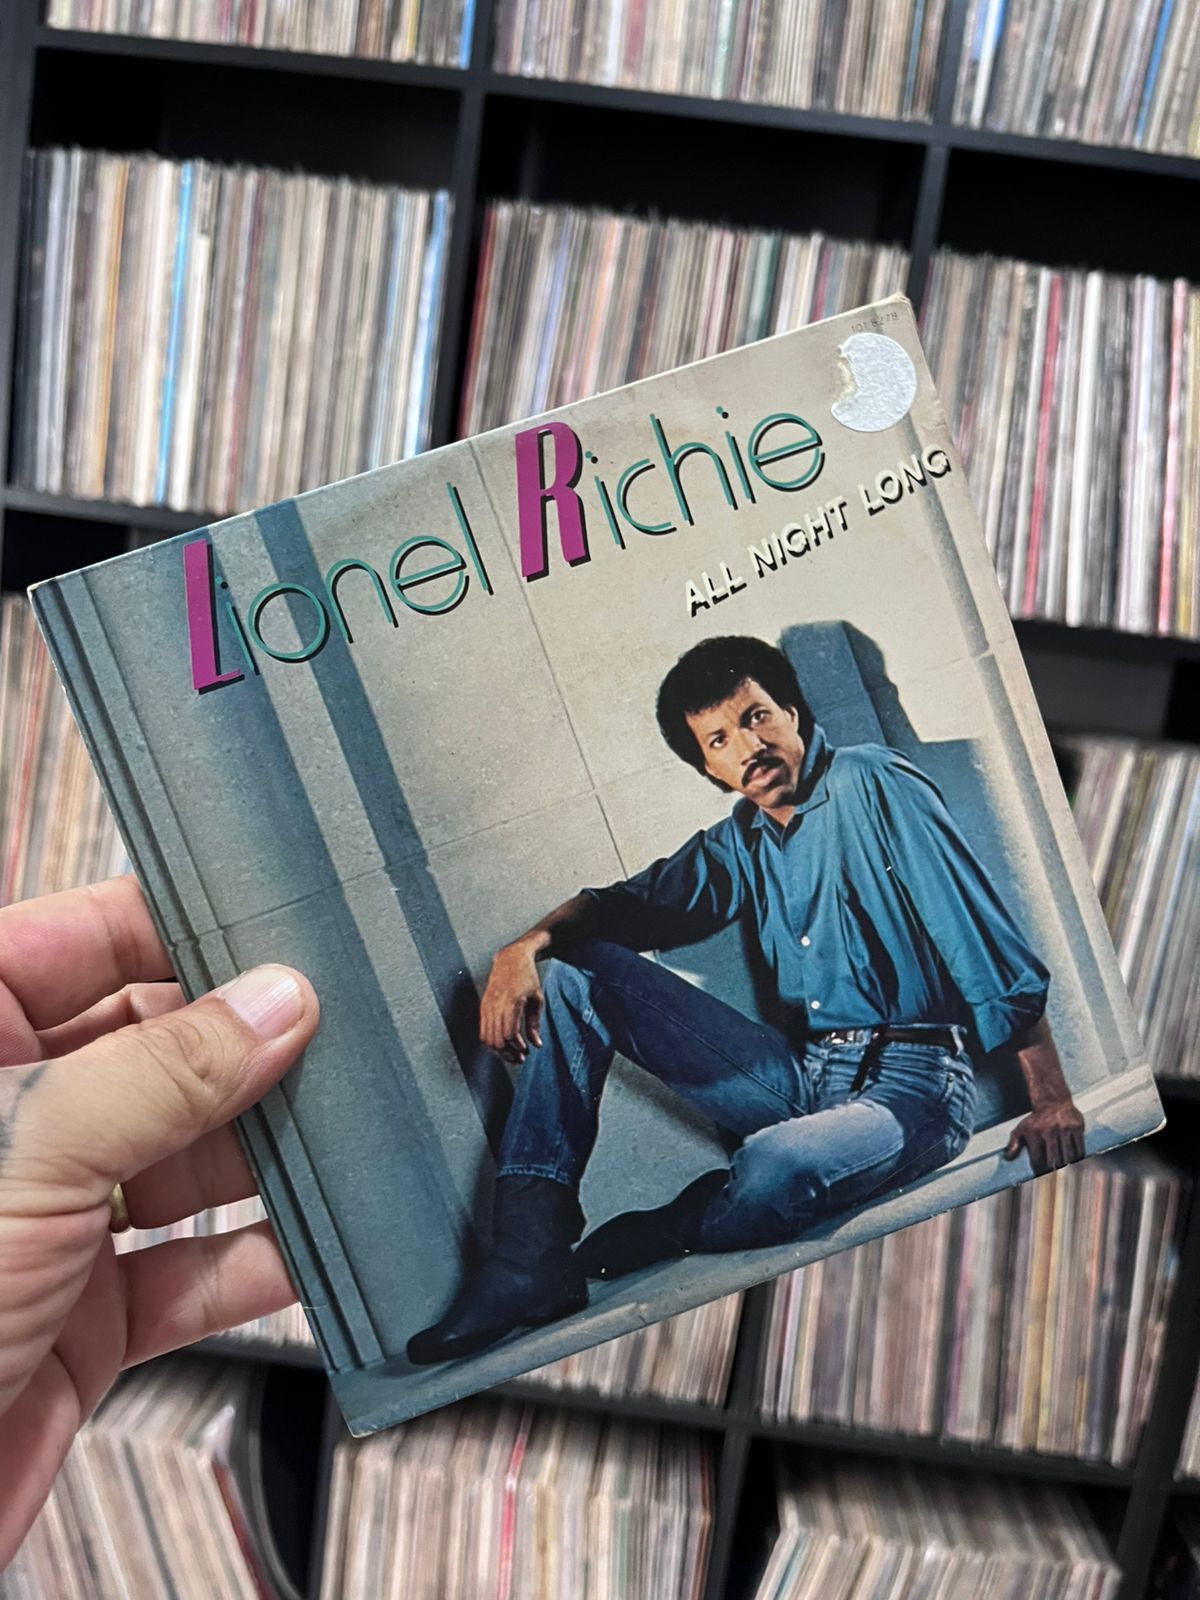 101 8278
Lionel Richie
ALL NIGHT LONG